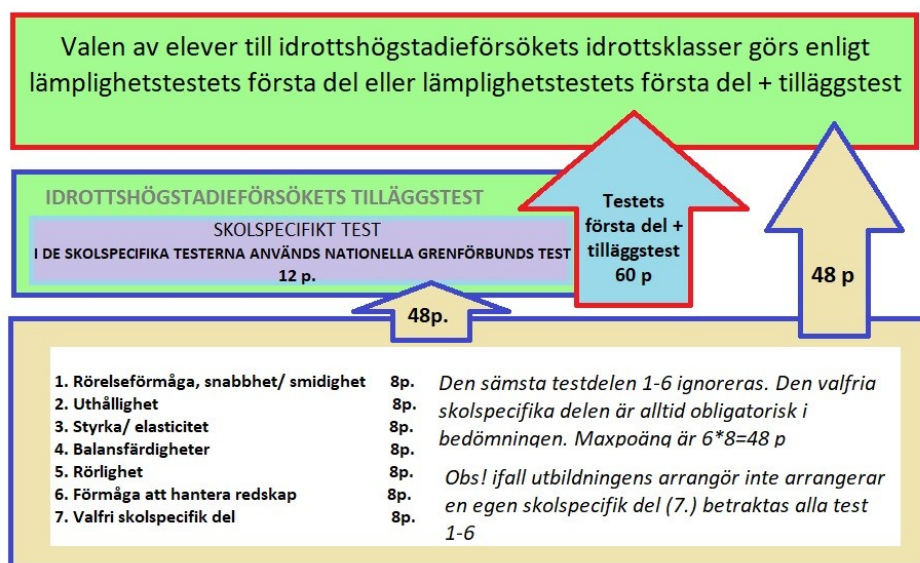 Valen av elever till idrottshögstadieförsökets idrottsklasser görs enligt
lämplighetstestets första del eller lämplighetstestets första del + tilläggstest
IDROTTSHÖGSTADIEFÖRSÖKETS TILLÄGGSTEST
SKOLSPECIFIKT TEST
I DE SKOLSPECIFIKA TESTERNA ANVÄNDS NATIONELLA GRENFÖRBUNDS TEST
12 p.
Testets
första del +
tilläggstest
60 p
48 p
48p.
1. Rörelseförmåga, snabbhet/ smidighet 8p.
2. Uthållighet 8p.
3. Styrka/ elasticitet 8p.
4. Balansfärdigheter 8p.
5. Rörlighet 8p.
6. Förmåga att hantera redskap 8p.
7. Valfri skolspecifik del 8p.
Den sämsta testdelen 1-6 ignoreras. Den valfria
skolspecifika delen är alltid obligatorisk i
bedömningen. Maxpoäng är 6*8=48 p
Obs! ifall utbildningens arrangör inte arrangerar
en egen skolspecifik del (7.) betraktas alla test
1-6